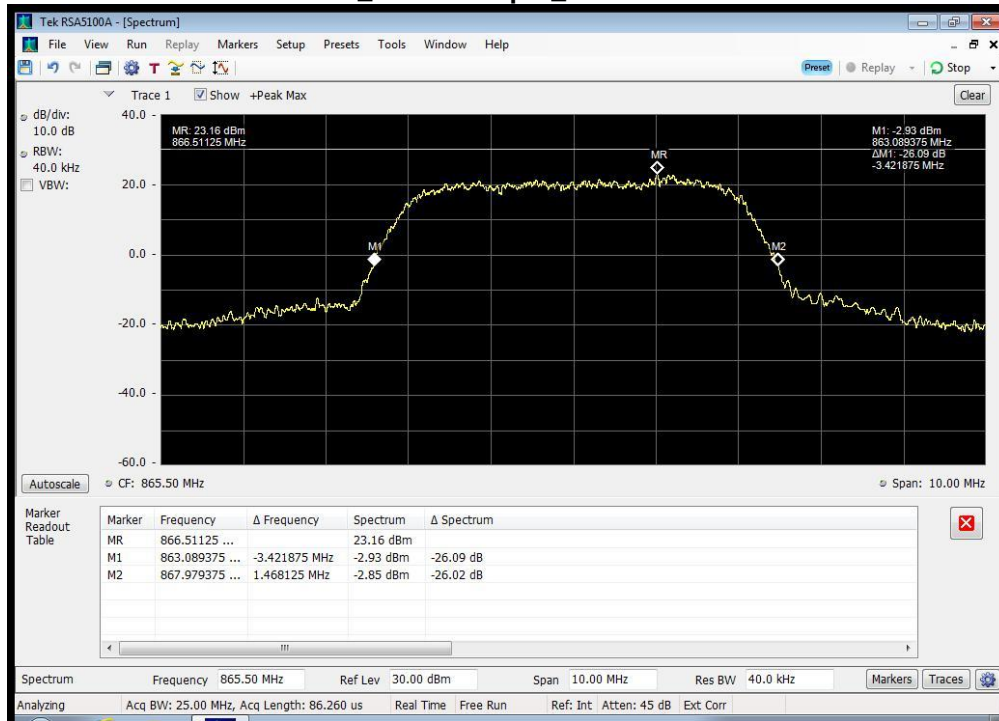 Tek RSA5100A - [Spectrum]
File View Run Replay Markers Setup Presets Tools Window Help
T
Preset Replay Stop
Trace 1 Show +Peak Max Clear
dB/div:
10.0 dB
RBW:
40.0 kHz
VBW:
40.0
20.0
0.0
-20.0
-40.0
-60.0
MR: 23.16 dBm
866.51125 MHz
M1: -2.93 dBm
863.089375 MHz
ΔM1: -26.09 dB
-3.421875 MHz
MR
M1
M2
Autoscale CF: 865.50 MHz Span: 10.00 MHz
Marker
Readout
Table
Marker Frequency Δ Frequency Spectrum Δ Spectrum
MR 866.51125 ... 23.16 dBm
M1 863.089375 ... -3.421875 MHz -2.93 dBm -26.09 dB
M2 867.979375 ... 1.468125 MHz -2.85 dBm -26.02 dB
Spectrum Frequency 865.50 MHz Ref Lev 30.00 dBm Span 10.00 MHz Res BW 40.0 kHz Markers Traces
Analyzing Acq BW: 25.00 MHz, Acq Length: 86.260 us Real Time Free Run Ref: Int Atten: 45 dB Ext Corr